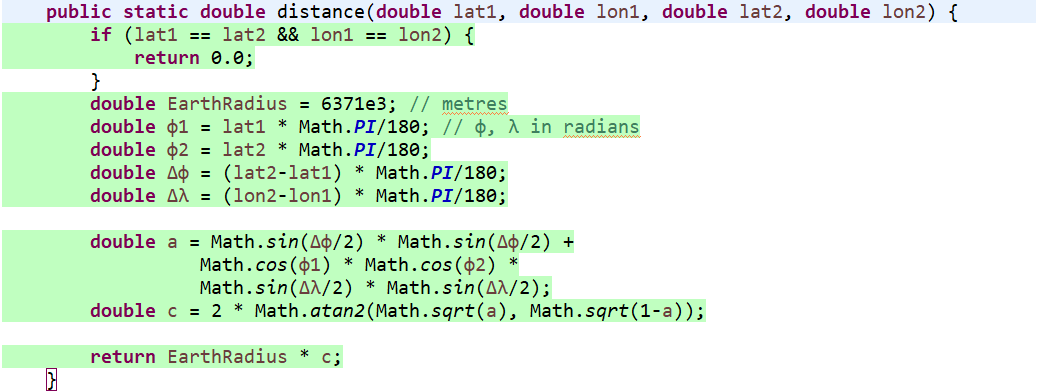 public static double distance(double lat1, double lon1, double lat2, double lon2) {
    if (lat1 == lat2 && lon1 == lon2) {
        return 0.0;
    }
    double EarthRadius = 6371e3; // metres
    double ϕ1 = lat1 * Math.PI/180; // ϕ, λ in radians
    double ϕ2 = lat2 * Math.PI/180;
    double Δϕ = (lat2-lat1) * Math.PI/180;
    double Δλ = (lon2-lon1) * Math.PI/180;

    double a = Math.sin(Δϕ/2) * Math.sin(Δϕ/2) +
              Math.cos(ϕ1) * Math.cos(ϕ2) *
              Math.sin(Δλ/2) * Math.sin(Δλ/2);
    double c = 2 * Math.atan2(Math.sqrt(a), Math.sqrt(1-a));

    return EarthRadius * c;
}